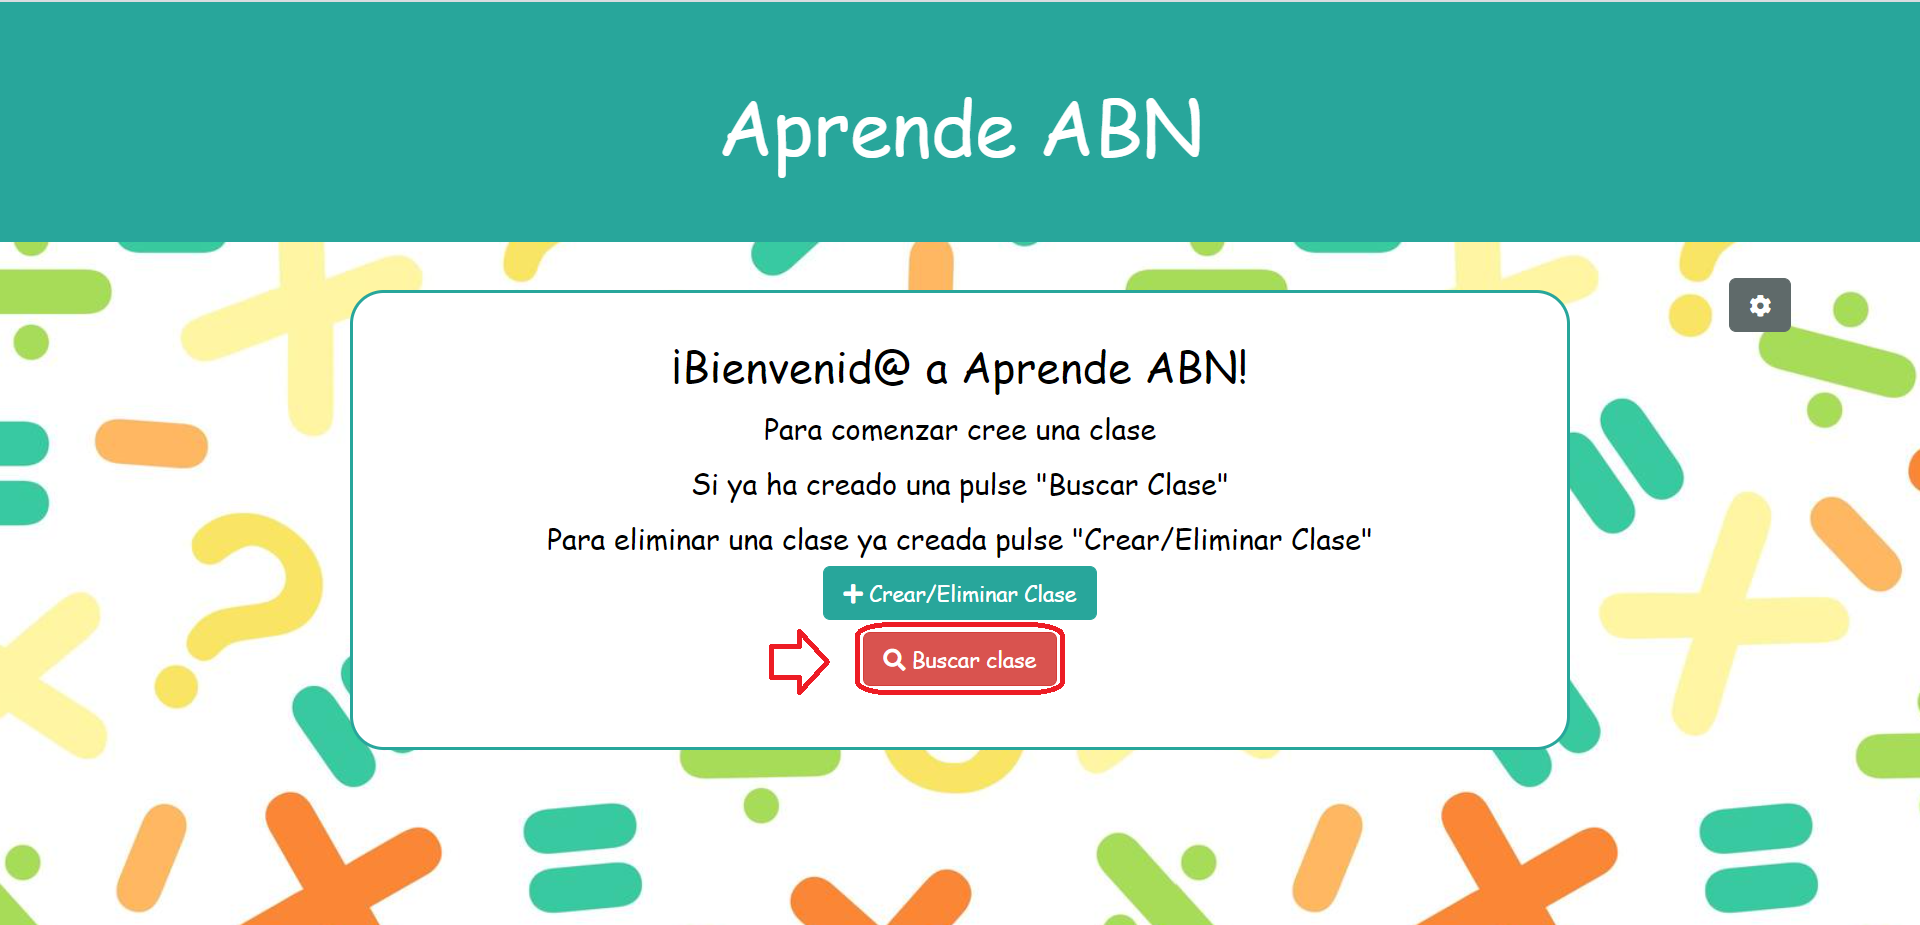 Aprende ABN
¡Bienvenid@ a Aprende ABN!
Para comenzar cree una clase
Si ya ha creado una pulse "Buscar Clase"
Para eliminar una clase ya creada pulse "Crear/Eliminar Clase"
Crear/Eliminar Clase
Buscar clase